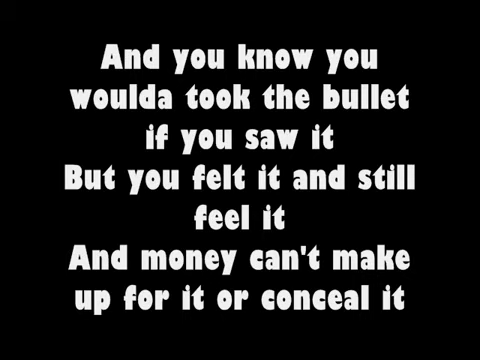 And you know you
woulda took the bullet
if you saw it
But you felt it and still
feel it
And money can't make
up for it or conceal it